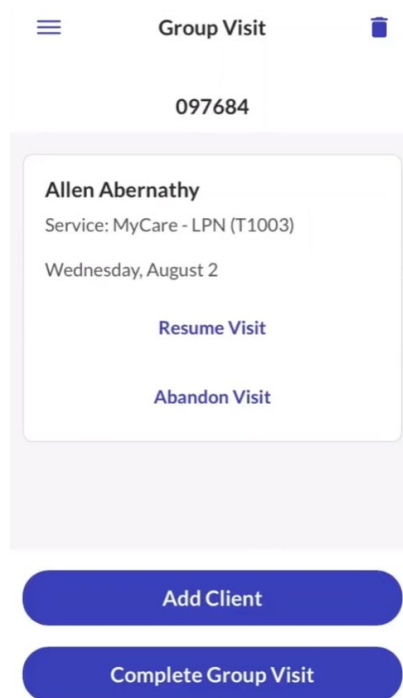 Group Visit
097684
Allen Abernathy
Service: MyCare - LPN (T1003)
Wednesday, August 2
Resume Visit
Abandon Visit
Add Client
Complete Group Visit